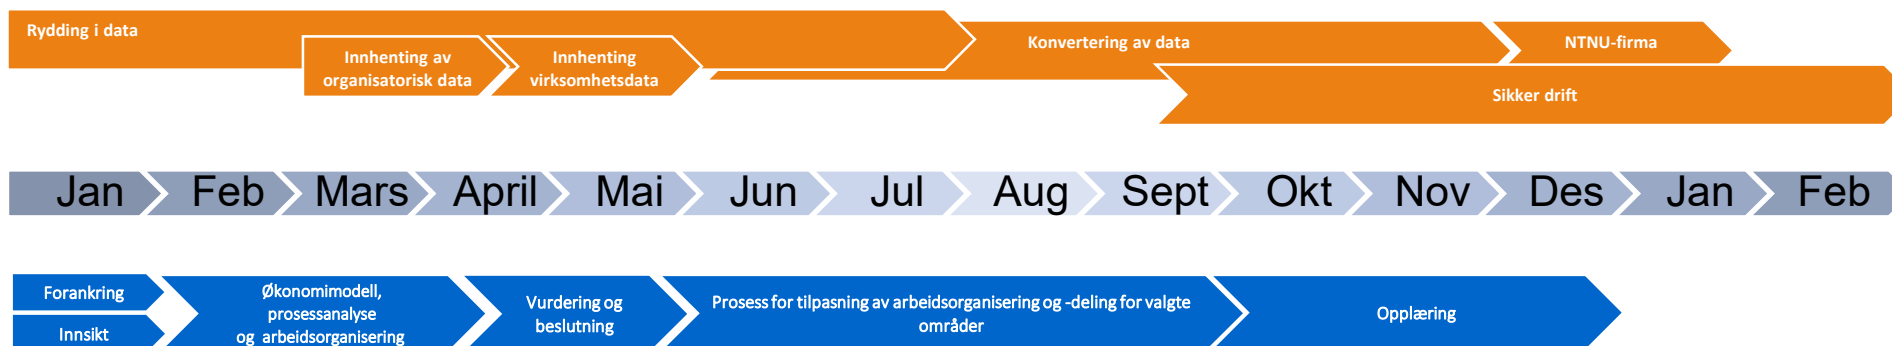 Rydding i data
Innhenting av
organisatorisk data
Innhenting
virksomhetsdata
Konvertering av data
NTNU-firma
Sikker drift
Jan Feb Mars April Mai Jun Jul Aug Sept Okt Nov Des Jan Feb
Forankring
Innsikt
Økonomimodell,
prosessanalyse
og arbeidsorganisering
Vurdering og
beslutning
Prosess for tilpasning av arbeidsorganisering og -deling for valgte
områder
Opplæring